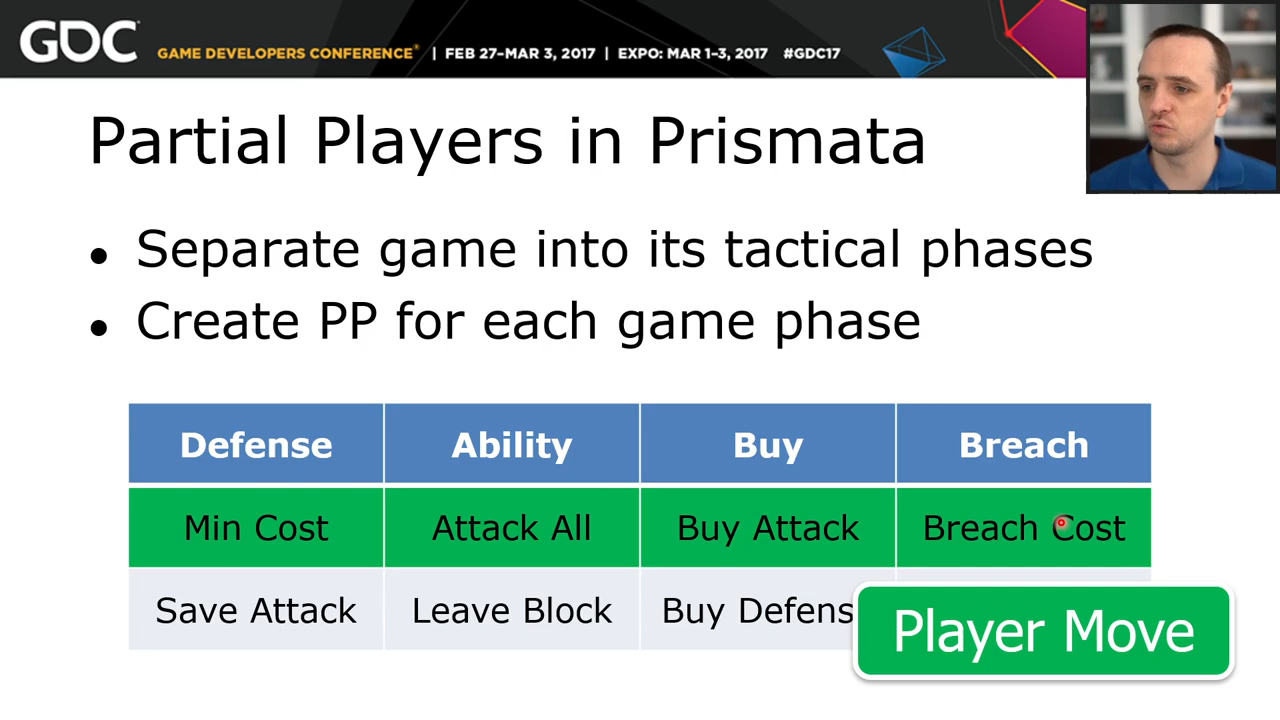 GDC GAME DEVELOPERS CONFERENCE® | FEB 27–MAR 3, 2017 | EXPO: MAR 1–3, 2017 #GDC17
Partial Players in Prismata
• Separate game into its tactical phases
• Create PP for each game phase
Defense Ability Buy Breach
Min Cost Attack All Buy Attack Breach Cost
Save Attack Leave Block Buy Defens
Player Move